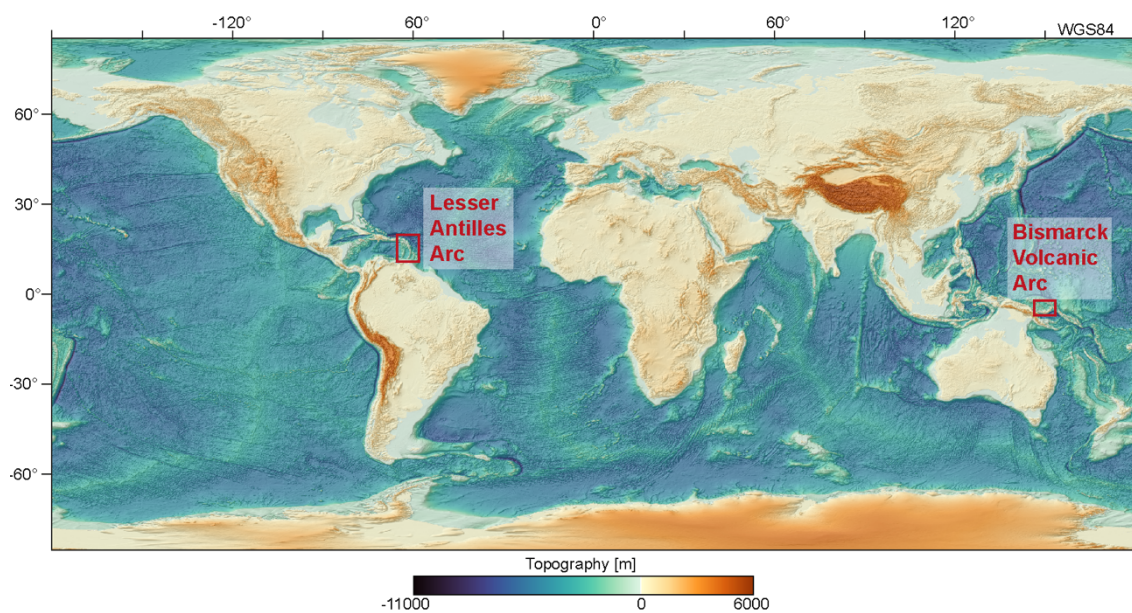 -120° 60° 0° 60° 120°
WGS84
60°
30°
0°
-30°
-60°
Lesser
Antilles
Arc
Bismarck
Volcanic
Arc
Topography [m]
-11000 0 6000